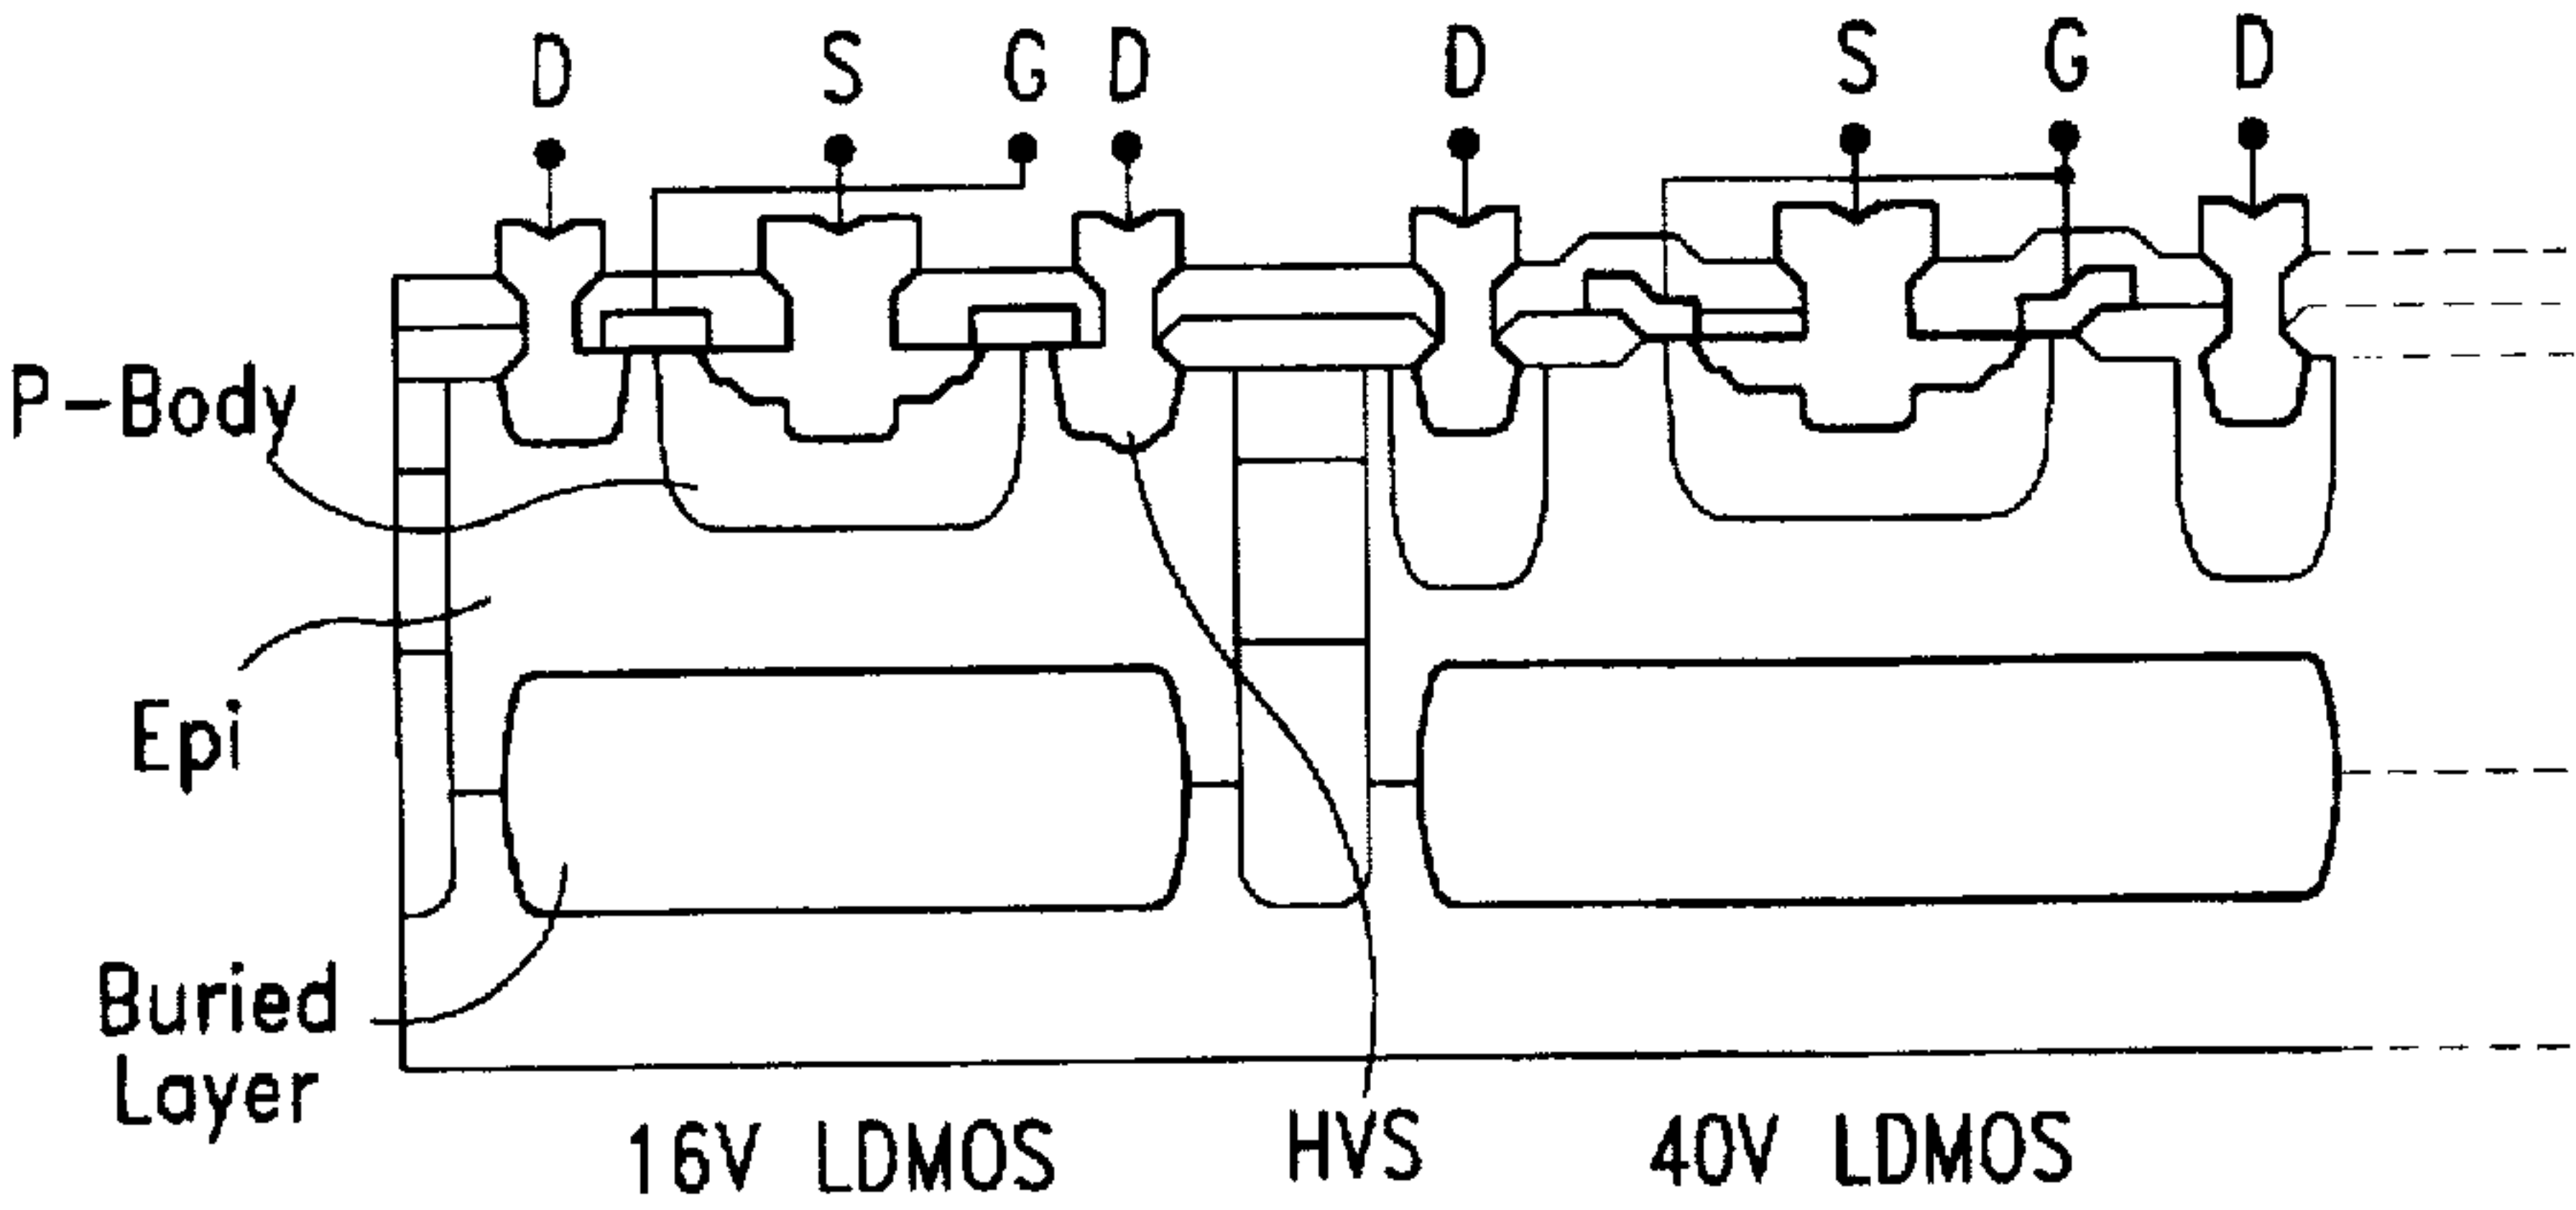 D S G D D S G D
P-Body
Epi
Buried
Layer
16V LDMOS HVS 40V LDMOS